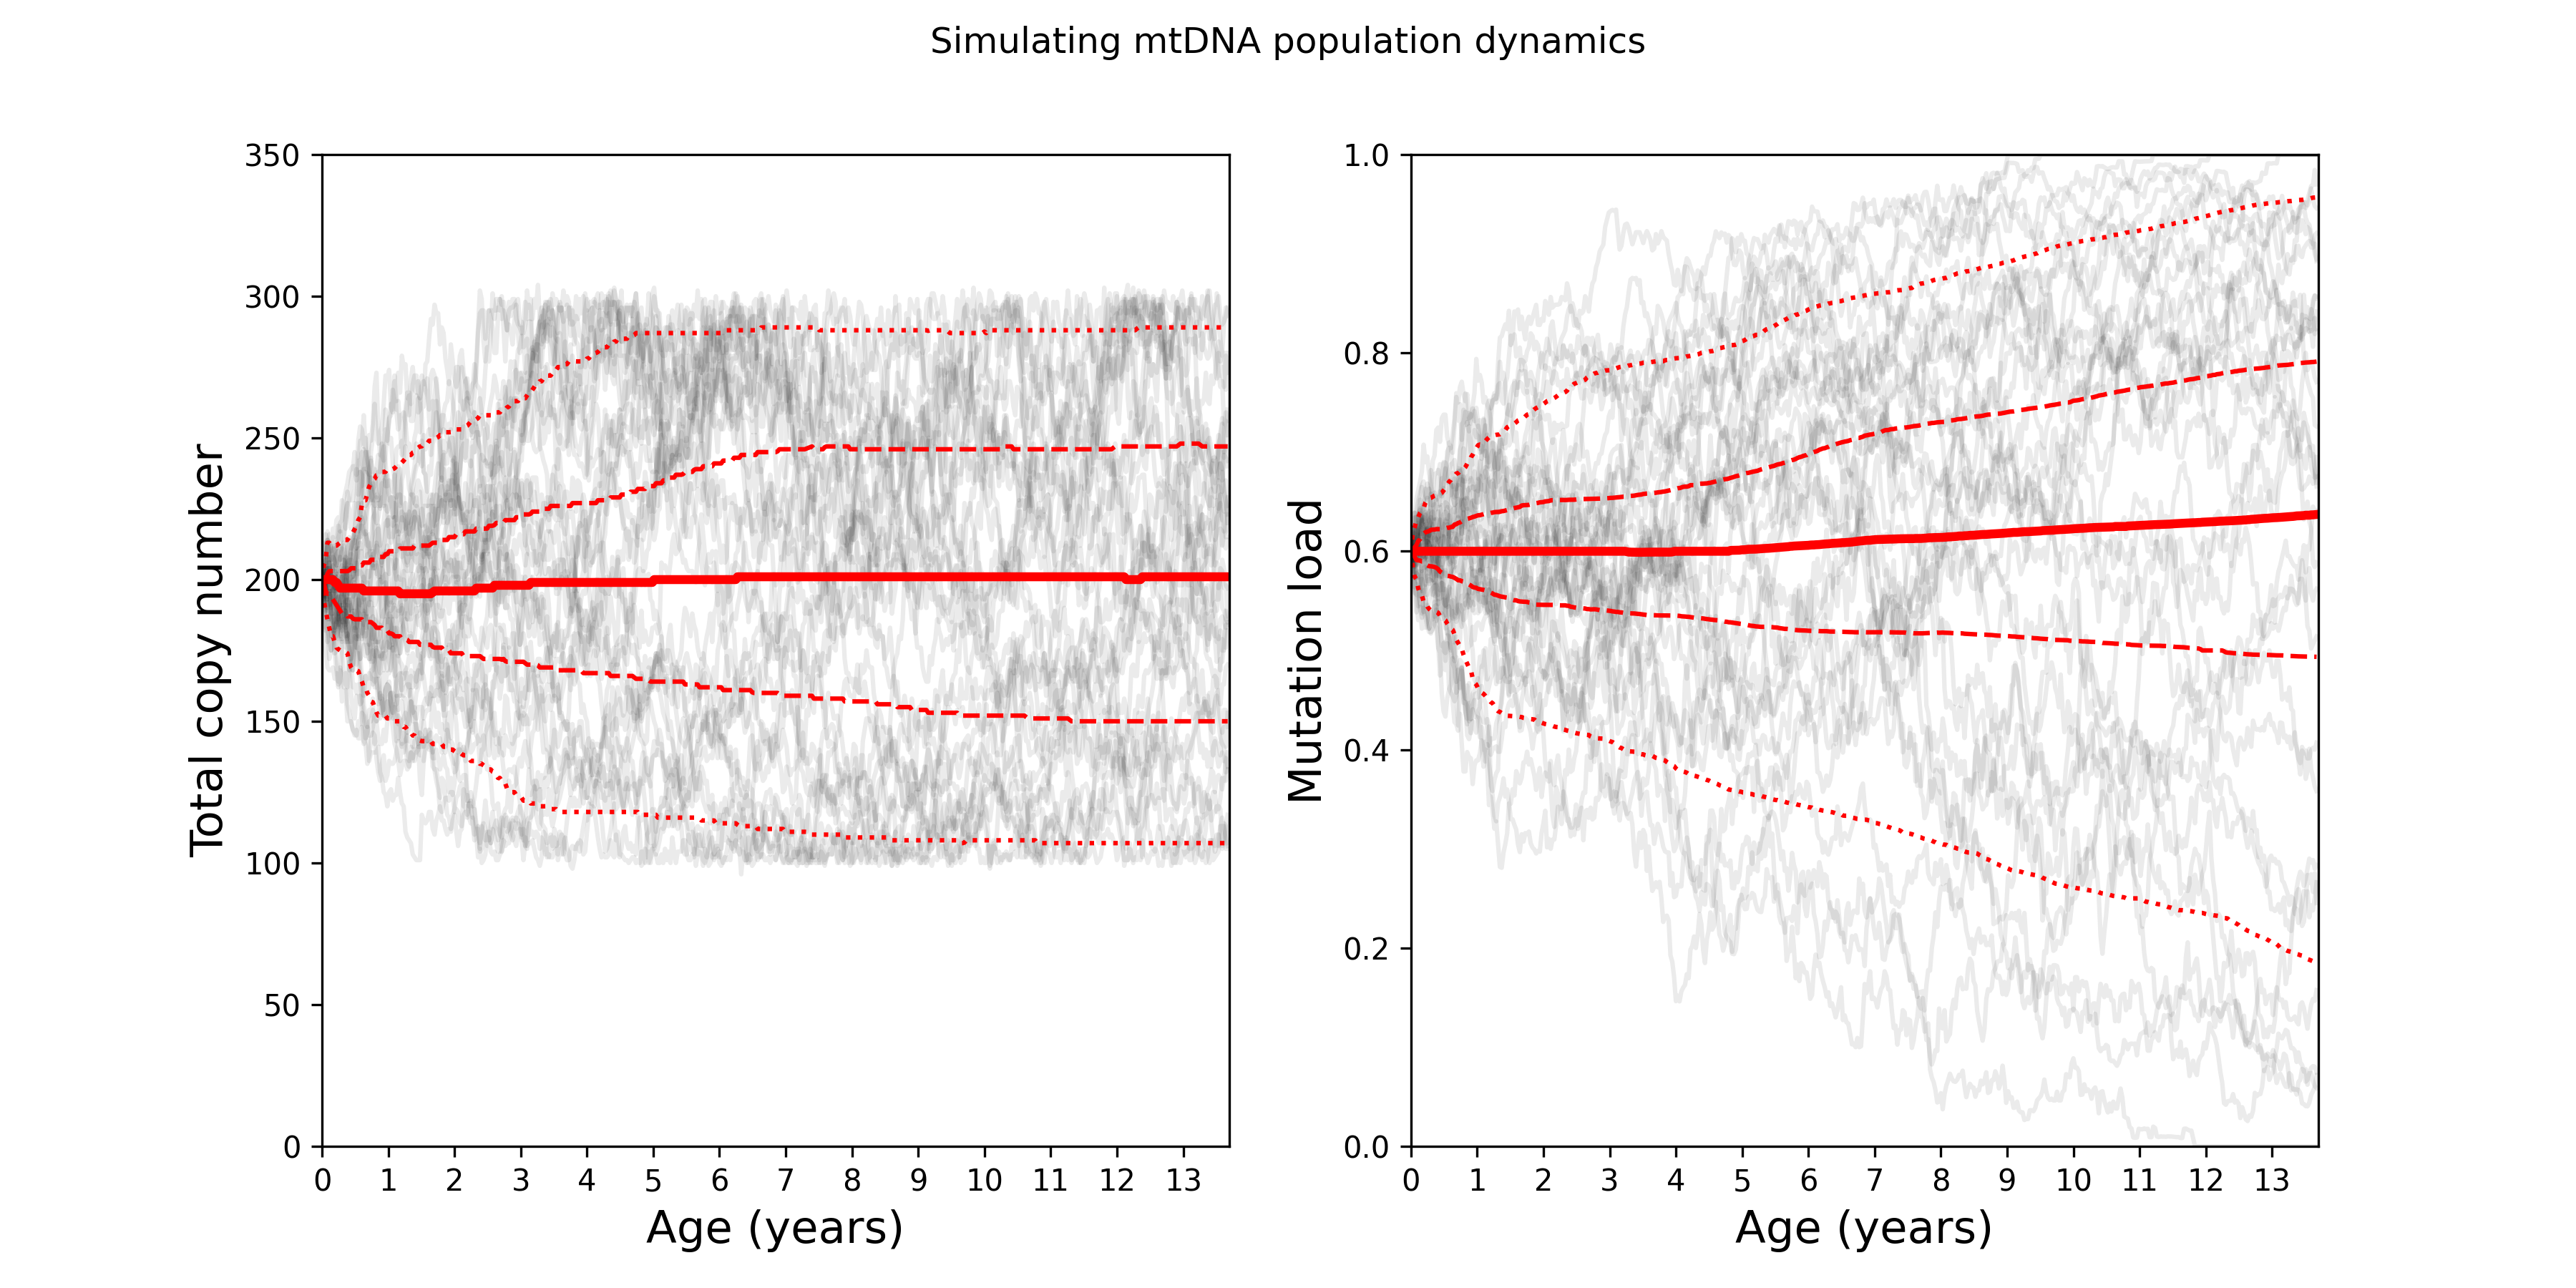 Simulating mtDNA population dynamics
Total copy number
350
300
250
200
150
100
50
0
0 1 2 3 4 5 6 7 8 9 10 11 12 13
Age (years)
Mutation load
1.0
0.8
0.6
0.4
0.2
0.0
0 1 2 3 4 5 6 7 8 9 10 11 12 13
Age (years)